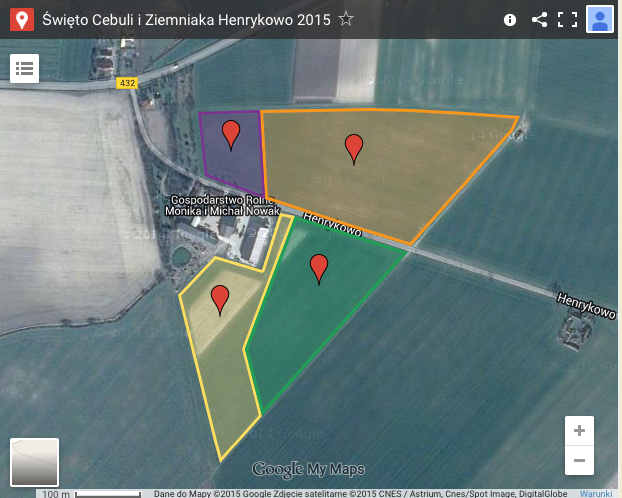 Święto Cebuli i Ziemniaka Henrykowo 2015
432
Gospodarstwo Rolne
Monika i Michał Nowak
Henrykowo
Henrykowo
Google My Maps
100 m
Dane do Mapy ©2015 Google Zdjęcie satelitarne ©2015 CNES / Astrium, Cnes/Spot Image, DigitalGlobe
Warunki